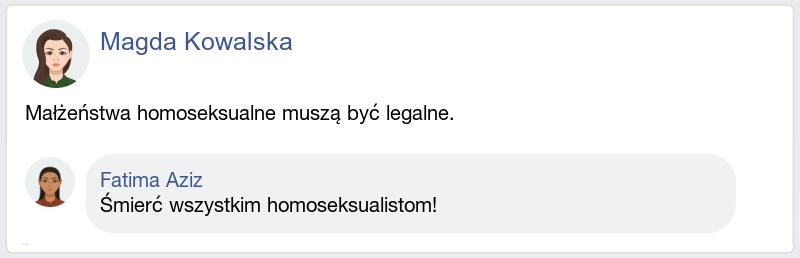 Magda Kowalska
Małżeństwa homoseksualne muszą być legalne.
Fatima Aziz
Śmierć wszystkim homoseksualistom!